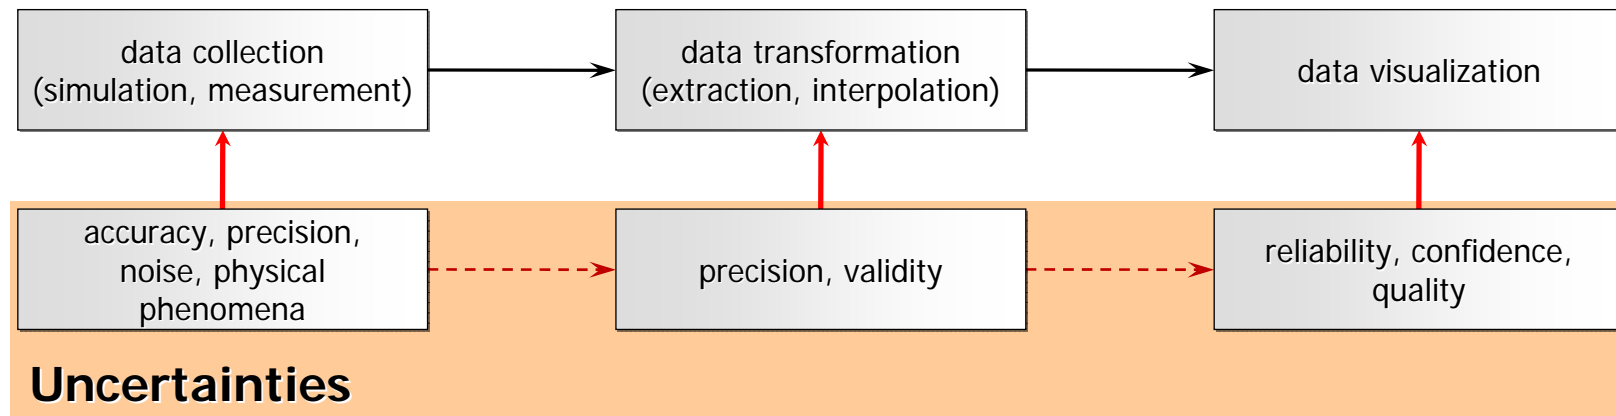 data collection
(simulation, measurement)
data transformation
(extraction, interpolation)
data visualization
accuracy, precision,
noise, physical
phenomena
precision, validity
reliability, confidence,
quality
Uncertainties